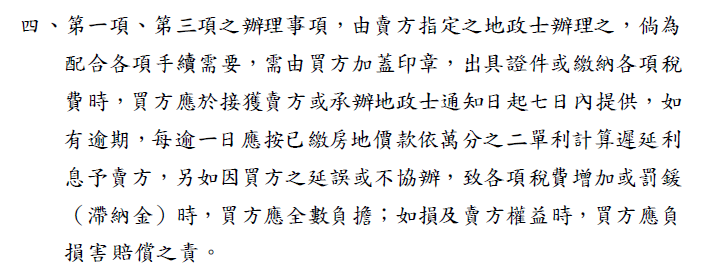 四、第一項、第三項之辦理事項，由賣方指定之地政士辦理之，倘為
配合各項手續需要，需由買方加蓋印章，出具證件或繳納各項稅
費時，買方應於接獲賣方或承辦地政士通知日起七日內提供，如
有逾期，每逾一日應按已繳房地價款依萬分之二單利計算遲延利
息予賣方，另如因買方之延誤或不協辦，致各項稅費增加或罰鍰
（滯納金）時，買方應全數負擔；如損及賣方權益時，買方應負
損害賠償之責。